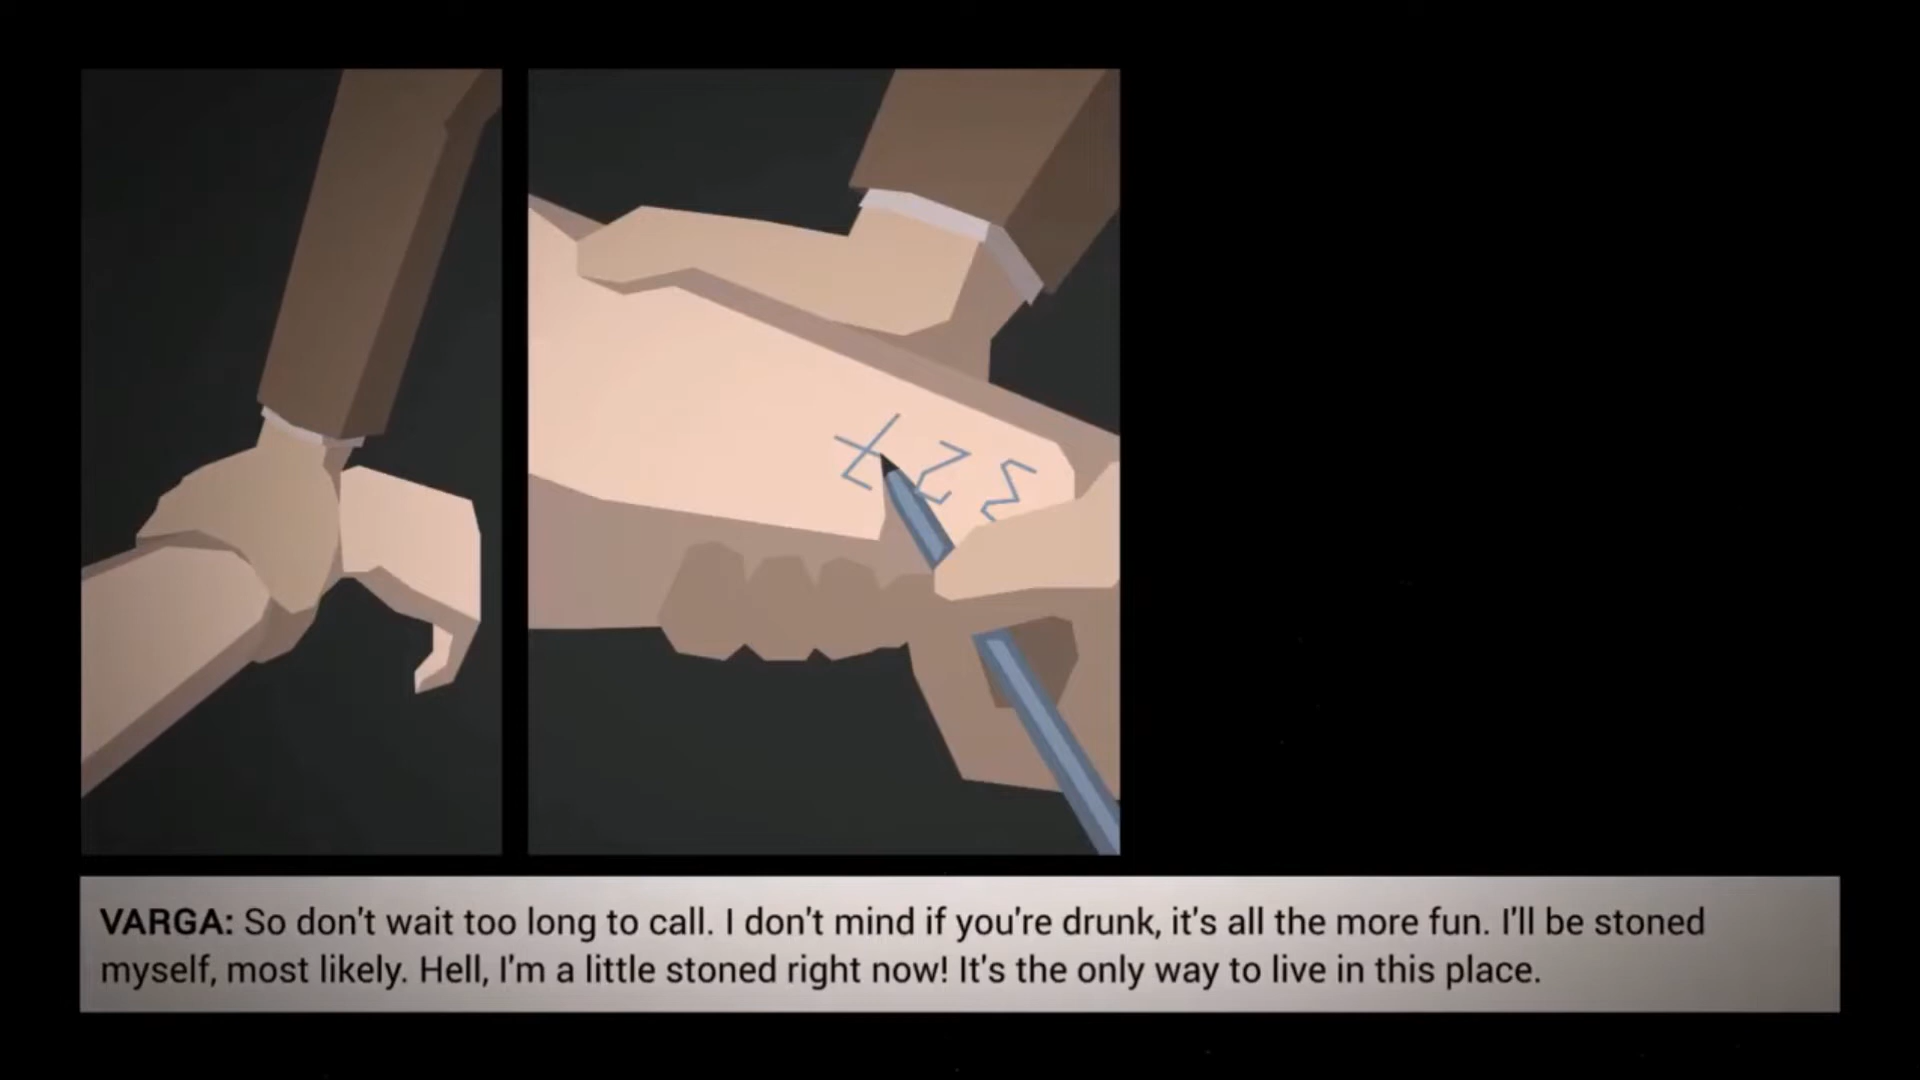 327
VARGA: So don't wait too long to call. I don't mind if you're drunk, it's all the more fun. I'll be stoned
myself, most likely. Hell, I'm a little stoned right now! It's the only way to live in this place.